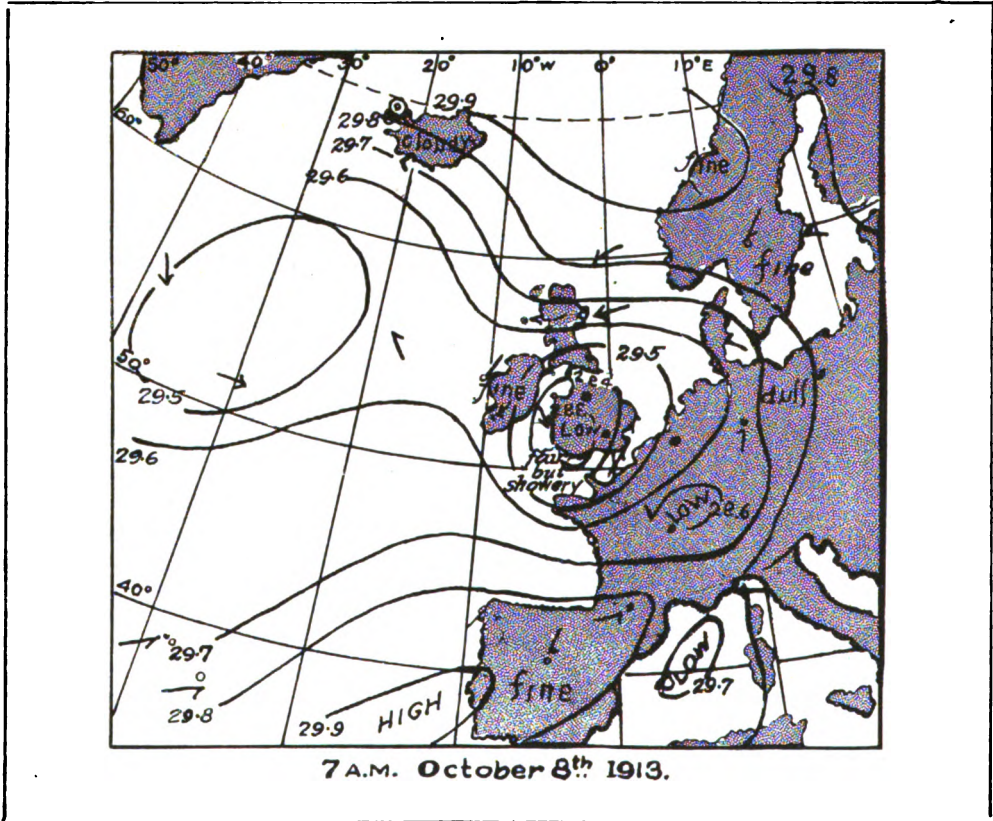 50° 40° 30° 20° 10°W 0° 10°E 29.8
60°
29.9
29.8
cloudy
29.7
fine
29.6
fine
50°
29.5
29.5
fine
dull
LOW
29.6
fair
but
showery
LOW 28.6
40°
29.7
fine
LOW
29.7
29.8
HIGH
29.9
7 A.M. October 8th 1913.